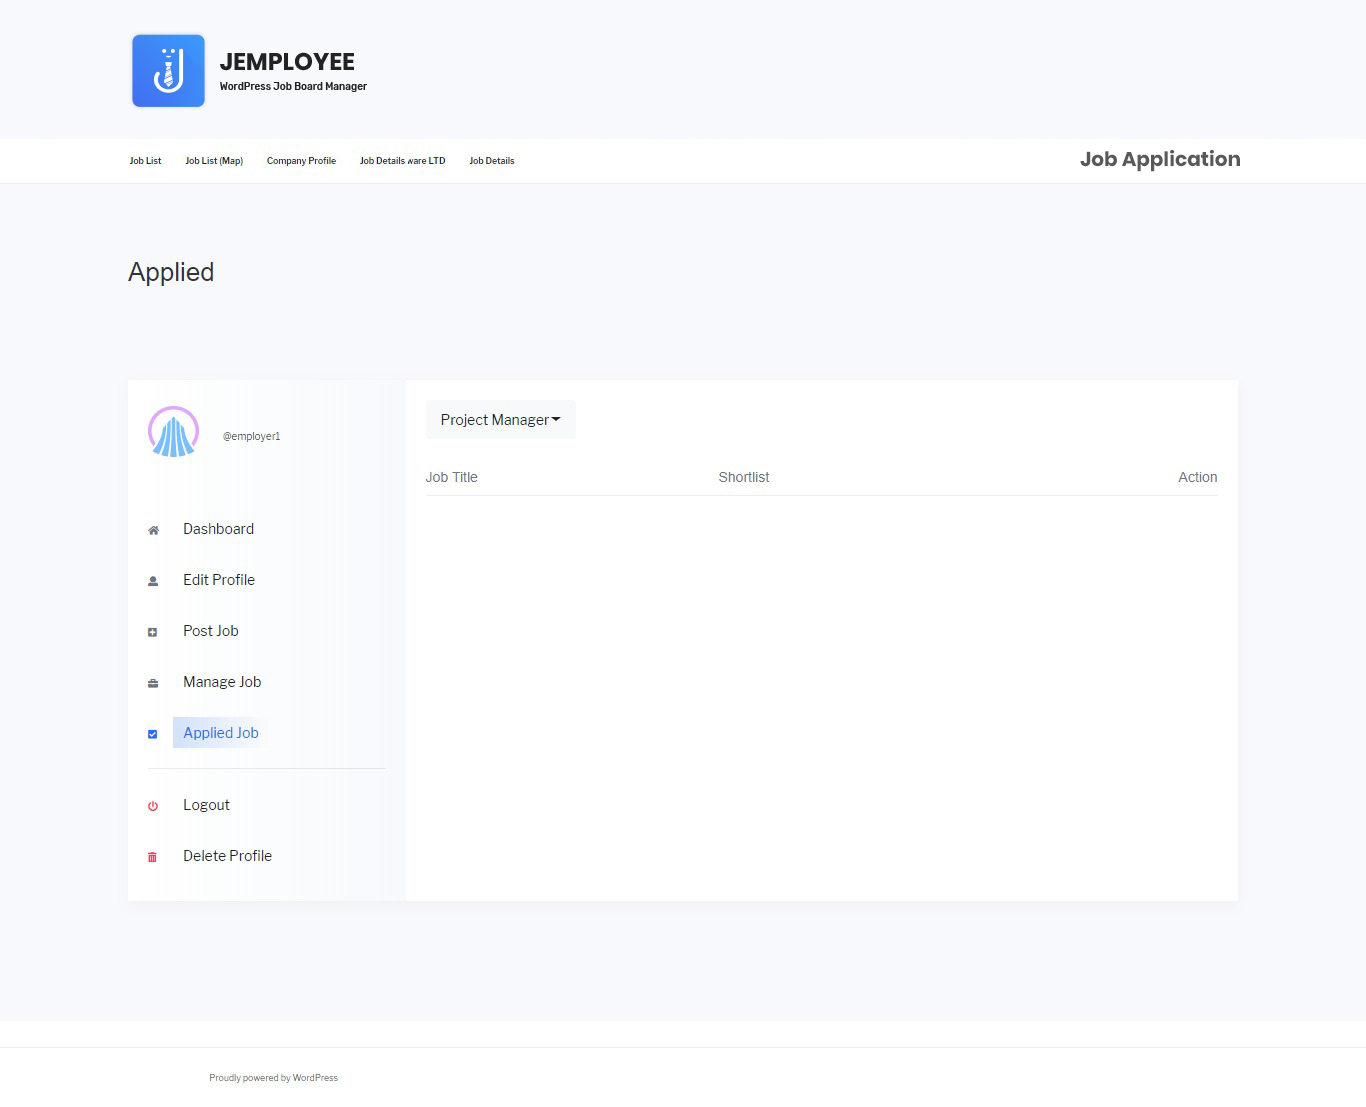 JEMPLOYEE
WordPress Job Board Manager
Job List
Job List (Map)
Company Profile
Job Details ware LTD
Job Details
Job Application
Applied
@employer1
Dashboard
Edit Profile
Post Job
Manage Job
Applied Job
Logout
Delete Profile
Project Manager
Job Title
Shortlist
Action
Proudly powered by WordPress